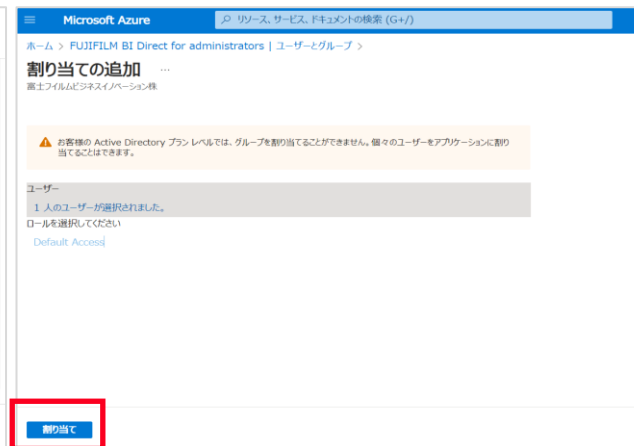 Microsoft Azure
リソース、サービス、ドキュメントの検索 (G+/)
ホーム > FUJIFILM BI Direct for administrators | ユーザーとグループ >
割り当ての追加 …
富士フイルムビジネスイノベーション株
お客様の Active Directory プラン レベルでは、グループを割り当てることができません。個々のユーザーをアプリケーションに割り
当てることはできます。
ユーザー
1 人のユーザーが選択されました。
ロールを選択してください
Default Access
割り当て